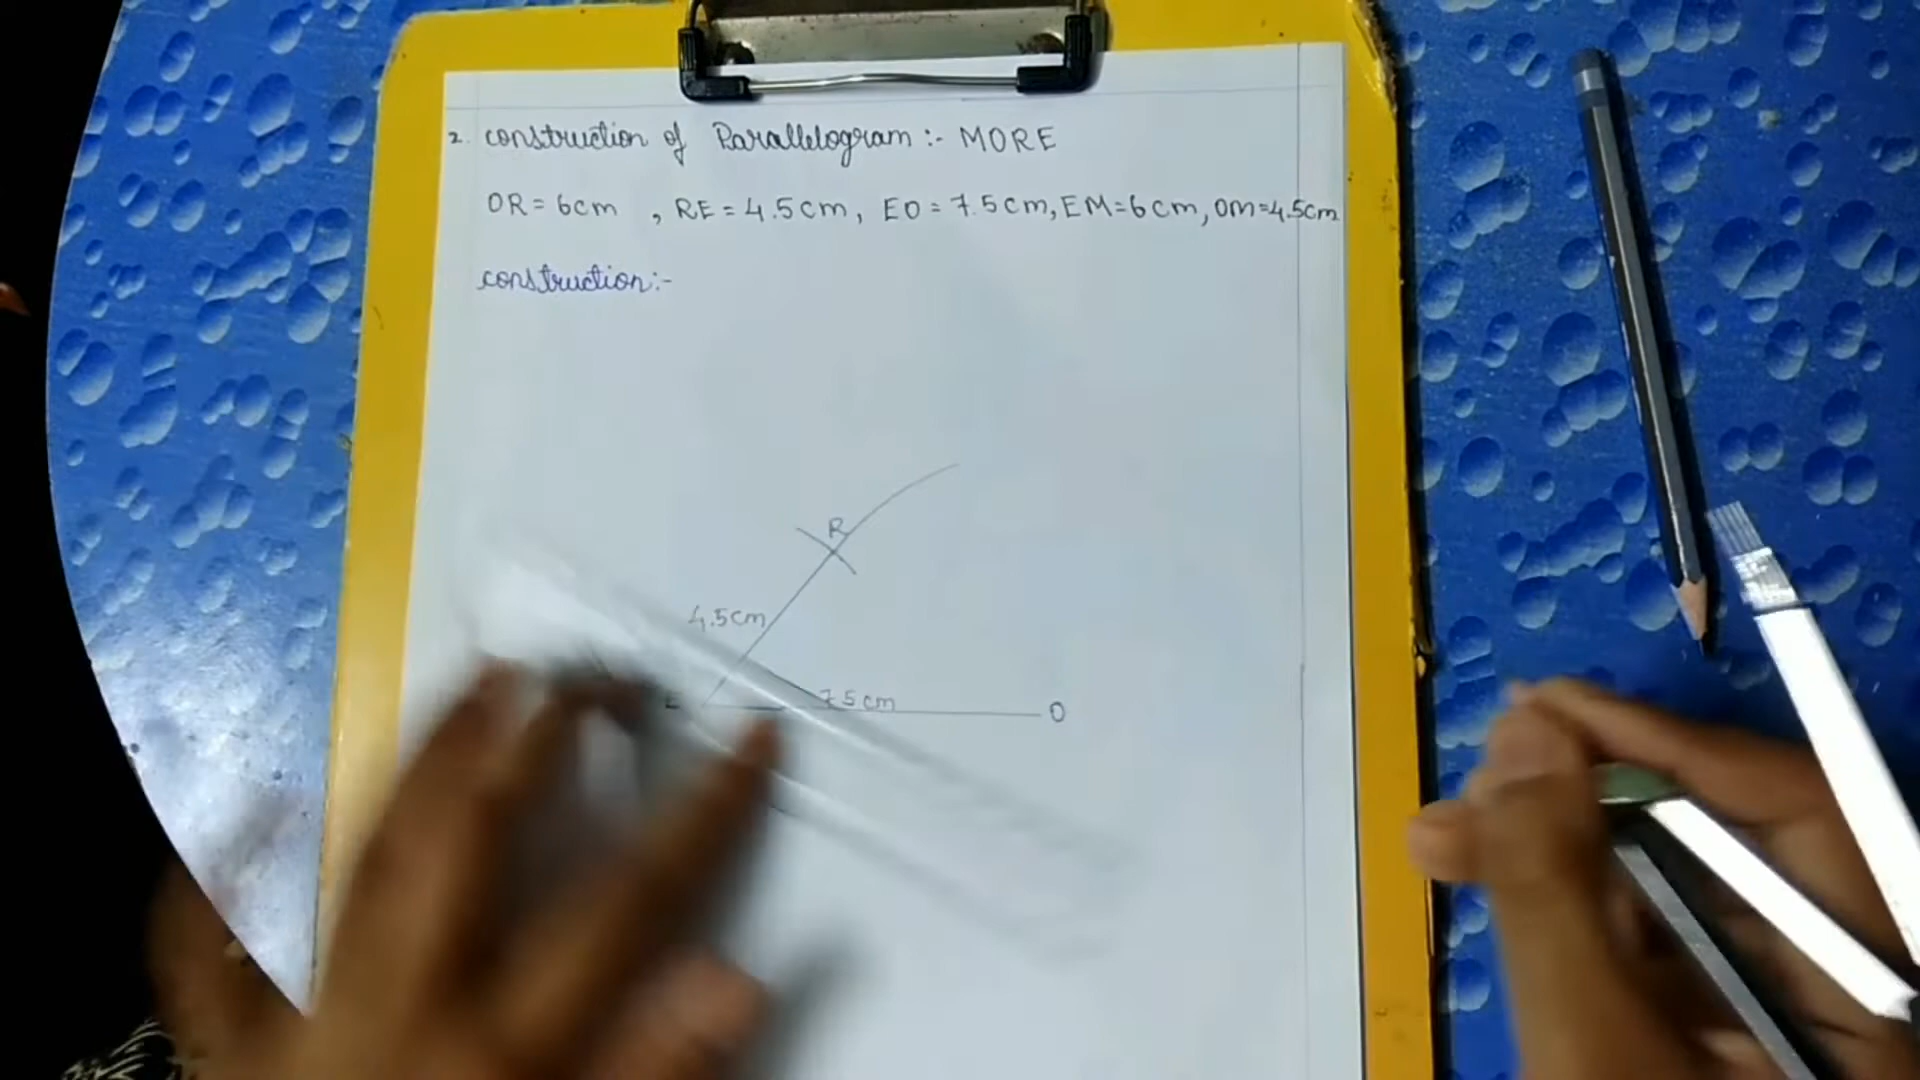 2. construction of Parallelogram :- MORE
OR = 6cm , RE = 4.5cm, EO = 7.5cm, EM=6cm, OM=4.5cm
construction:-
R
4.5cm
E 7.5cm O